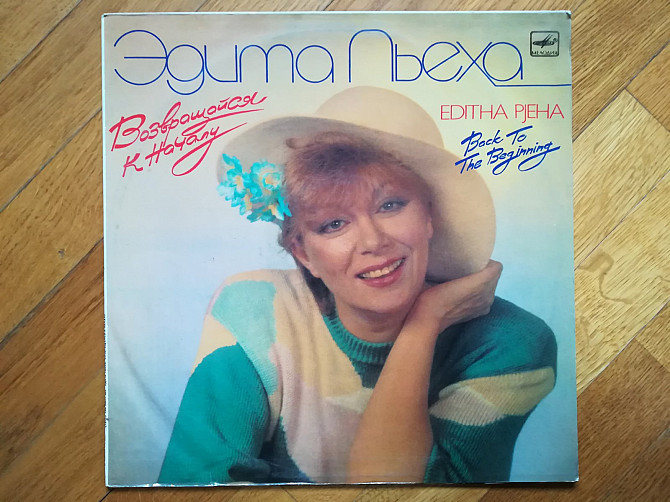 Эдита Пьеха
МЕЛОДИЯ
Возвращайся
к Началу
EDITHA PJEHA
Back To
The Beginning